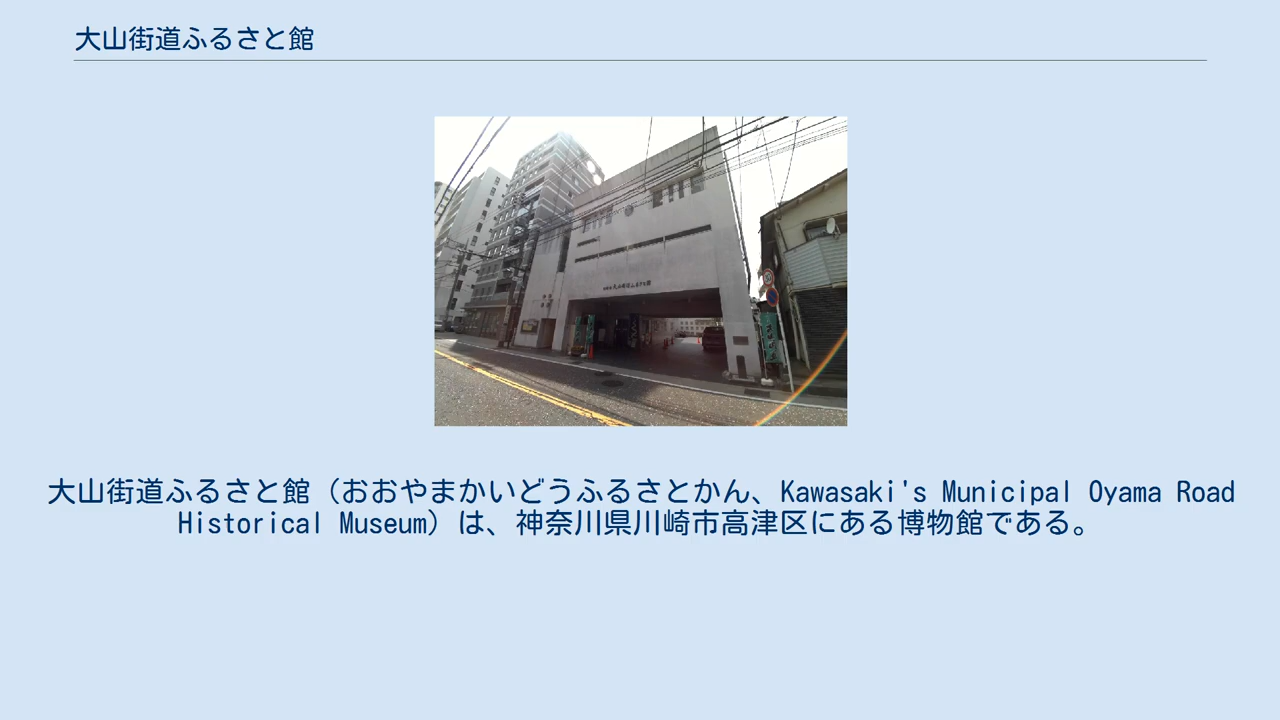 大山街道ふるさと館
大山街道ふるさと館（おおやまかいどうふるさとかん、Kawasaki's Municipal Oyama Road
Historical Museum）は、神奈川県川崎市高津区にある博物館である。